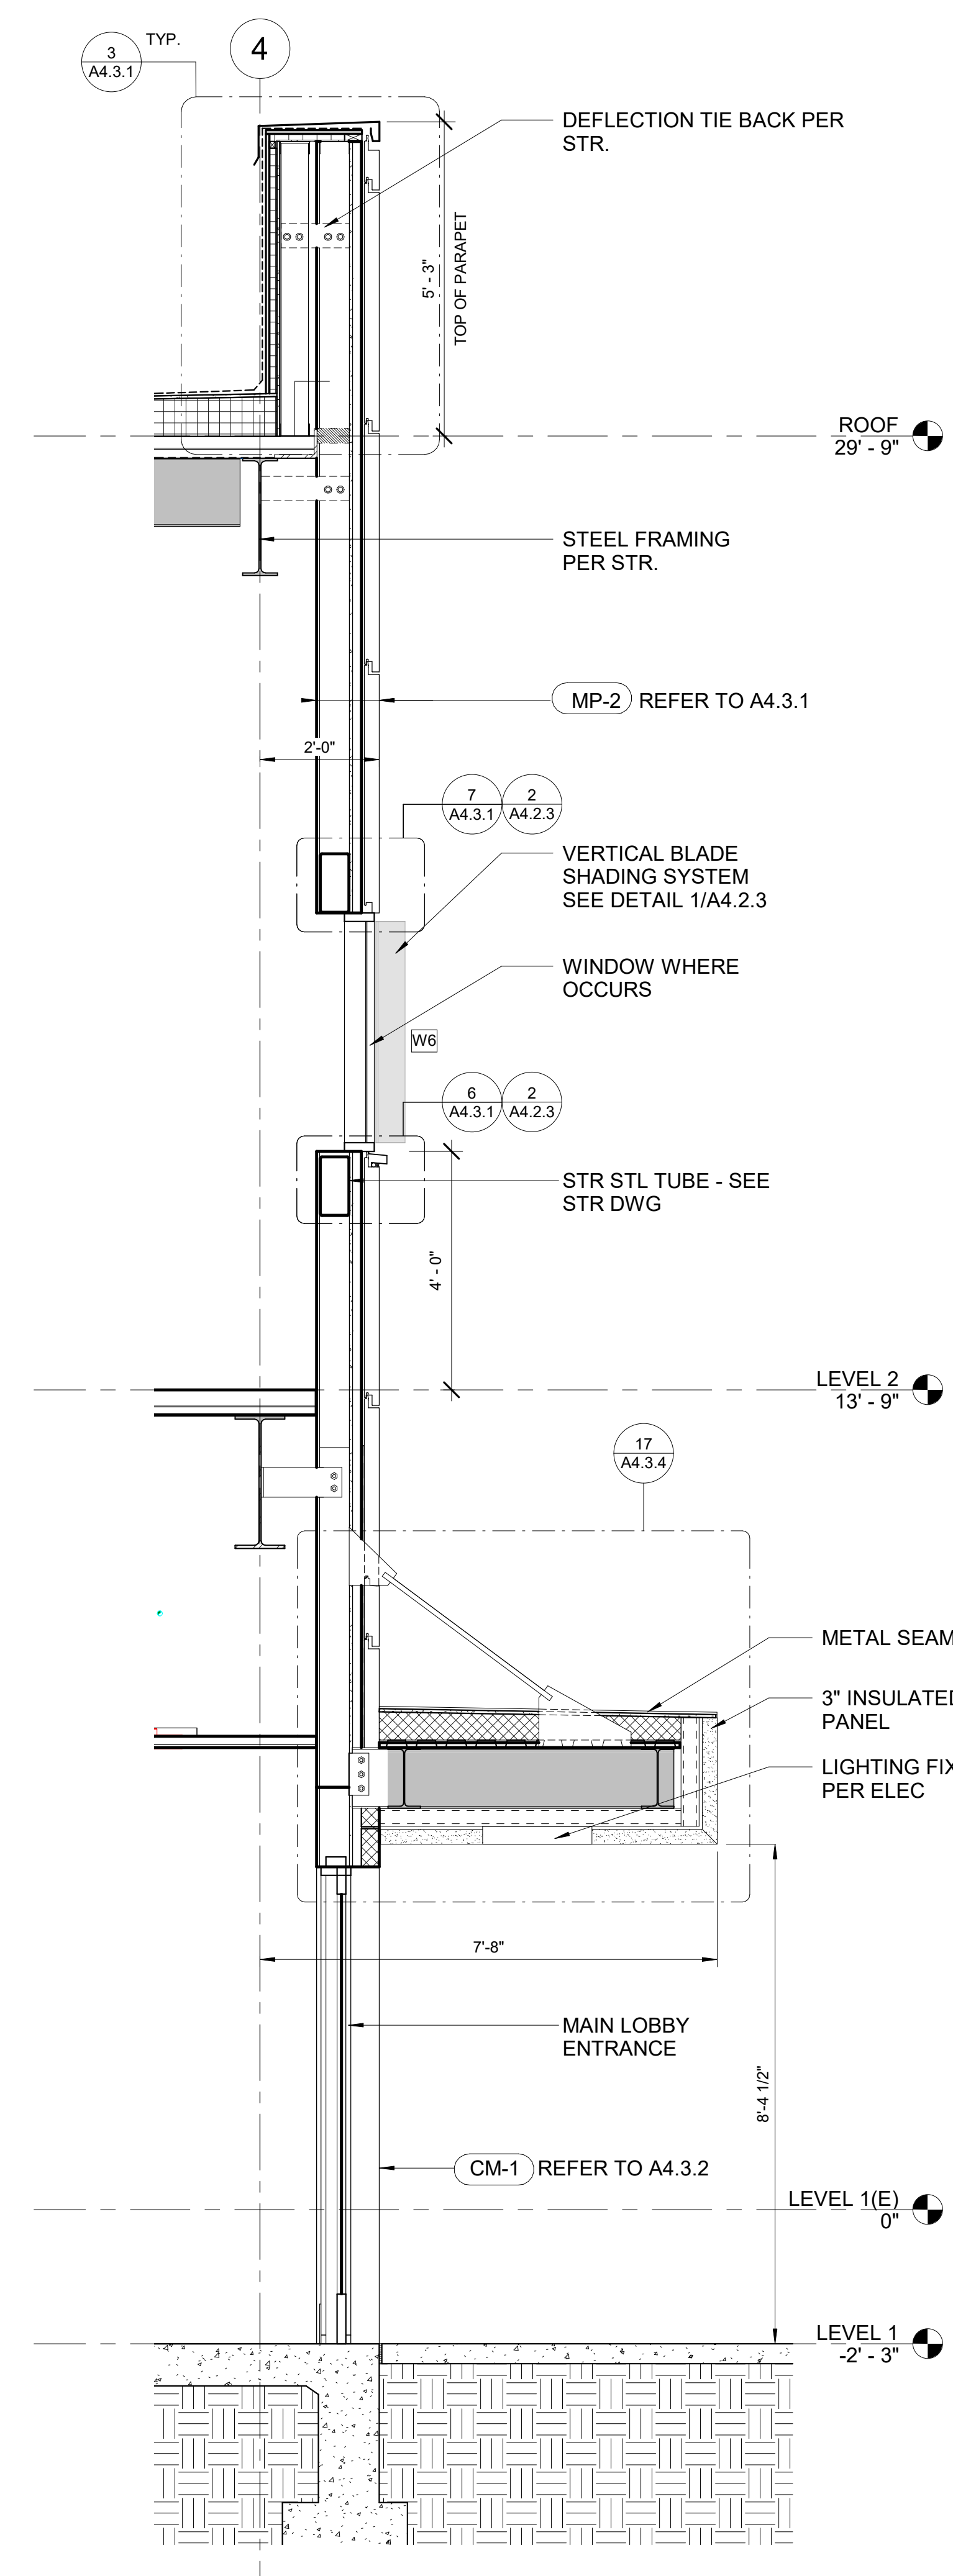 TYP.
3
A4.3.1
4
DEFLECTION TIE BACK PER
STR.
5' - 3"
TOP OF PARAPET
ROOF
29' - 9"
STEEL FRAMING
PER STR.
MP-2 REFER TO A4.3.1
2'-0"
7
A4.3.1
2
A4.2.3
VERTICAL BLADE
SHADING SYSTEM
SEE DETAIL 1/A4.2.3
WINDOW WHERE
OCCURS
W6
6
A4.3.1
2
A4.2.3
STR STL TUBE - SEE
STR DWG
4' - 0"
LEVEL 2
13' - 9"
17
A4.3.4
METAL SEAM
3" INSULATED
PANEL
LIGHTING FIX
PER ELEC
7'-8"
MAIN LOBBY
ENTRANCE
8'-4 1/2"
CM-1 REFER TO A4.3.2
LEVEL 1(E)
0"
LEVEL 1
-2' - 3"